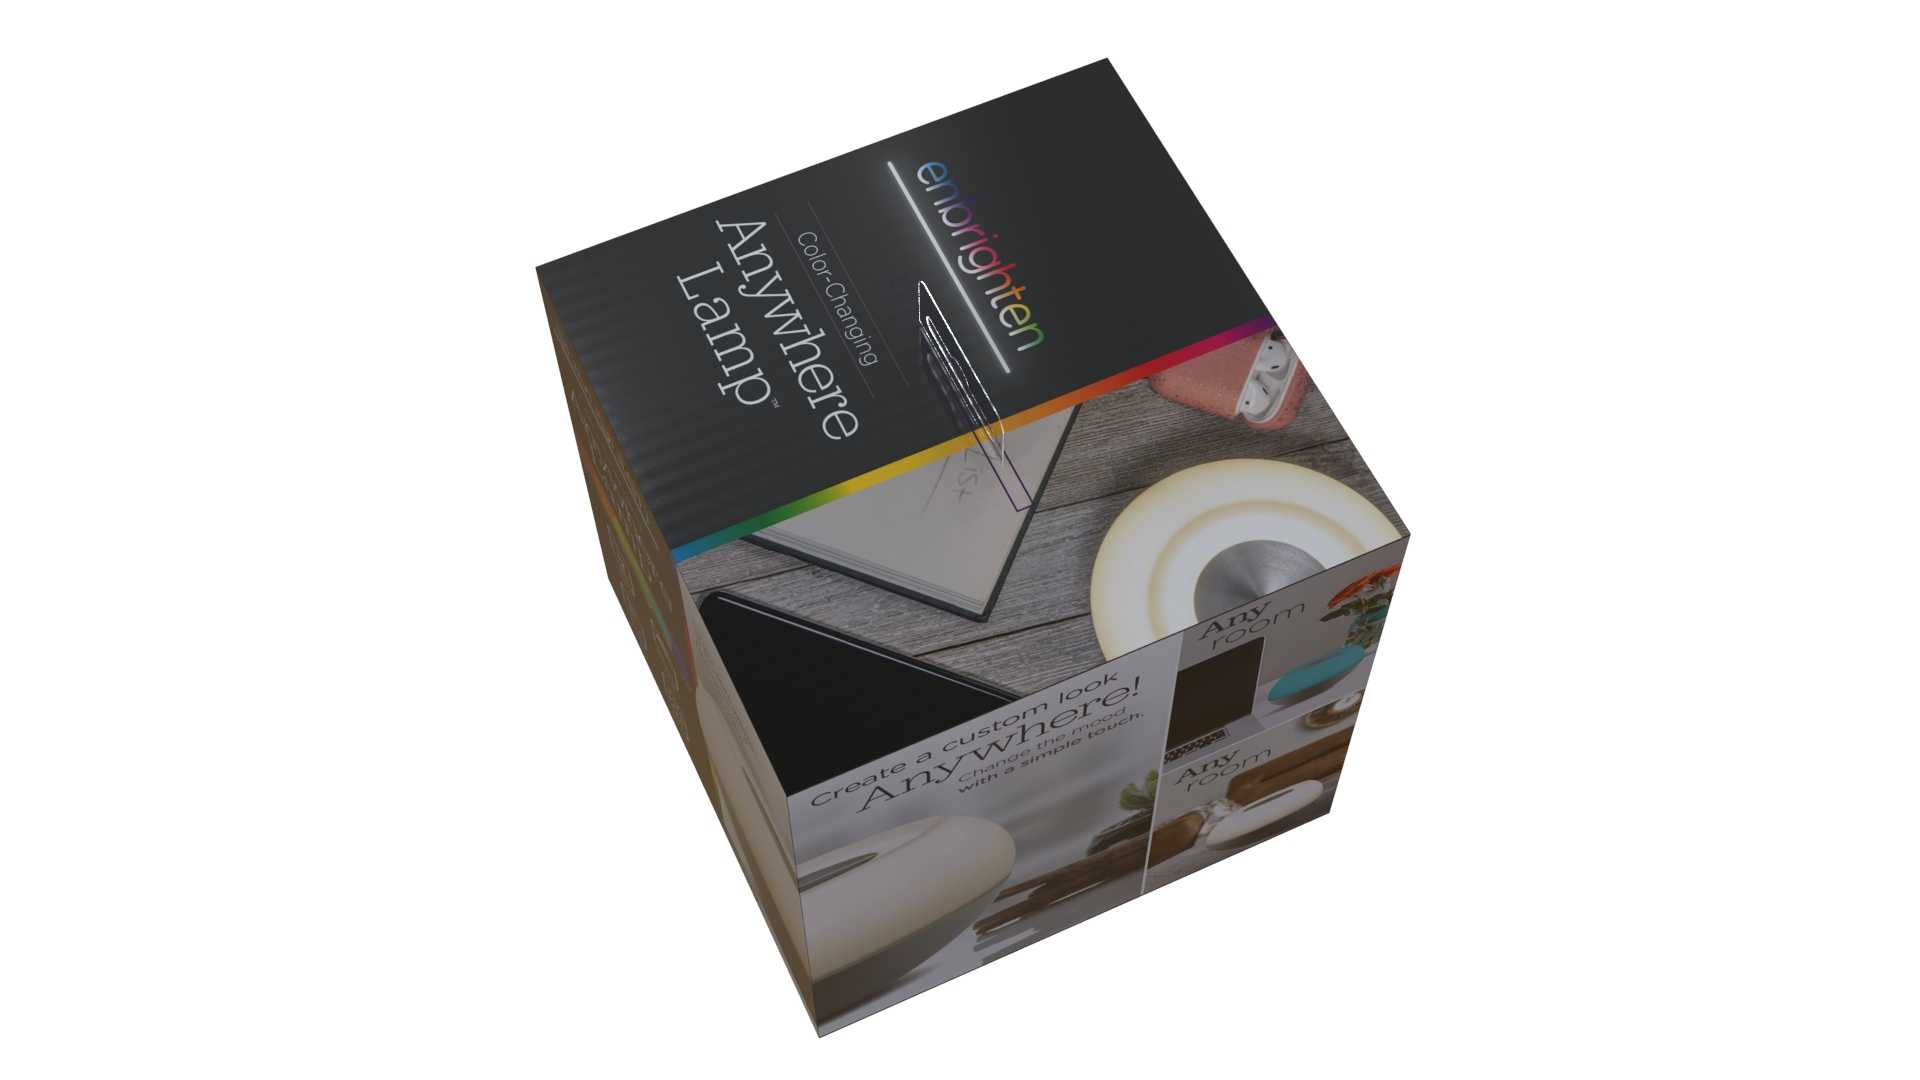 enbrighten
Color-Changing
Anywhere
Lamp™
List
Create a custom look
Anywhere!
Change the mood
with a simple touch.
Any
room
Any
room